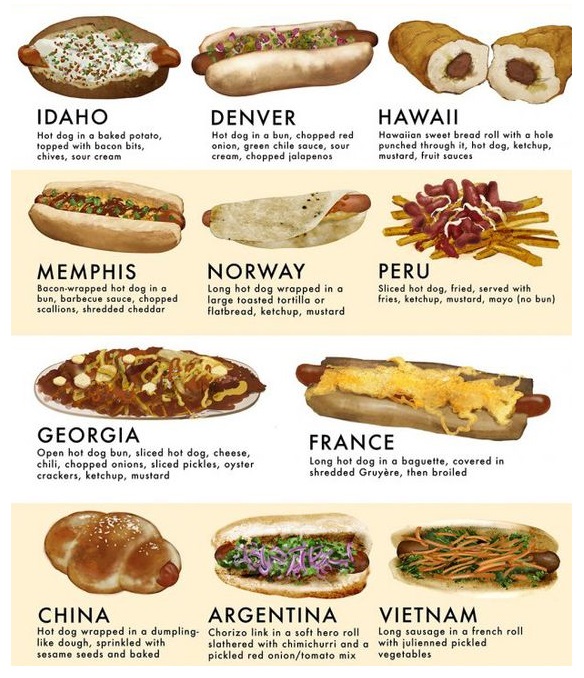 IDAHO
Hot dog in a baked potato,
topped with bacon bits,
chives, sour cream
DENVER
Hot dog in a bun, chopped red
onion, green chile sauce, sour
cream, chopped jalapenos
HAWAII
Hawaiian sweet bread roll with a hole
punched through it, hot dog, ketchup,
mustard, fruit sauces
MEMPHIS
Bacon-wrapped hot dog in a
bun, barbecue sauce, chopped
scallions, shredded cheddar
NORWAY
Long hot dog wrapped in a
large toasted tortilla or
flatbread, ketchup, mustard
PERU
Sliced hot dog, fried, served with
fries, ketchup, mustard, mayo (no bun)
GEORGIA
Open hot dog bun, sliced hot dog, cheese,
chili, chopped onions, sliced pickles, oyster
crackers, ketchup, mustard
FRANCE
Long hot dog in a baguette, covered in
shredded Gruyère, then broiled
CHINA
Hot dog wrapped in a dumpling-
like dough, sprinkled with
sesame seeds and baked
ARGENTINA
Chorizo link in a soft hero roll
slathered with chimichurri and a
pickled red onion/tomato mix
VIETNAM
Long sausage in a french roll
with julienned pickled
vegetables